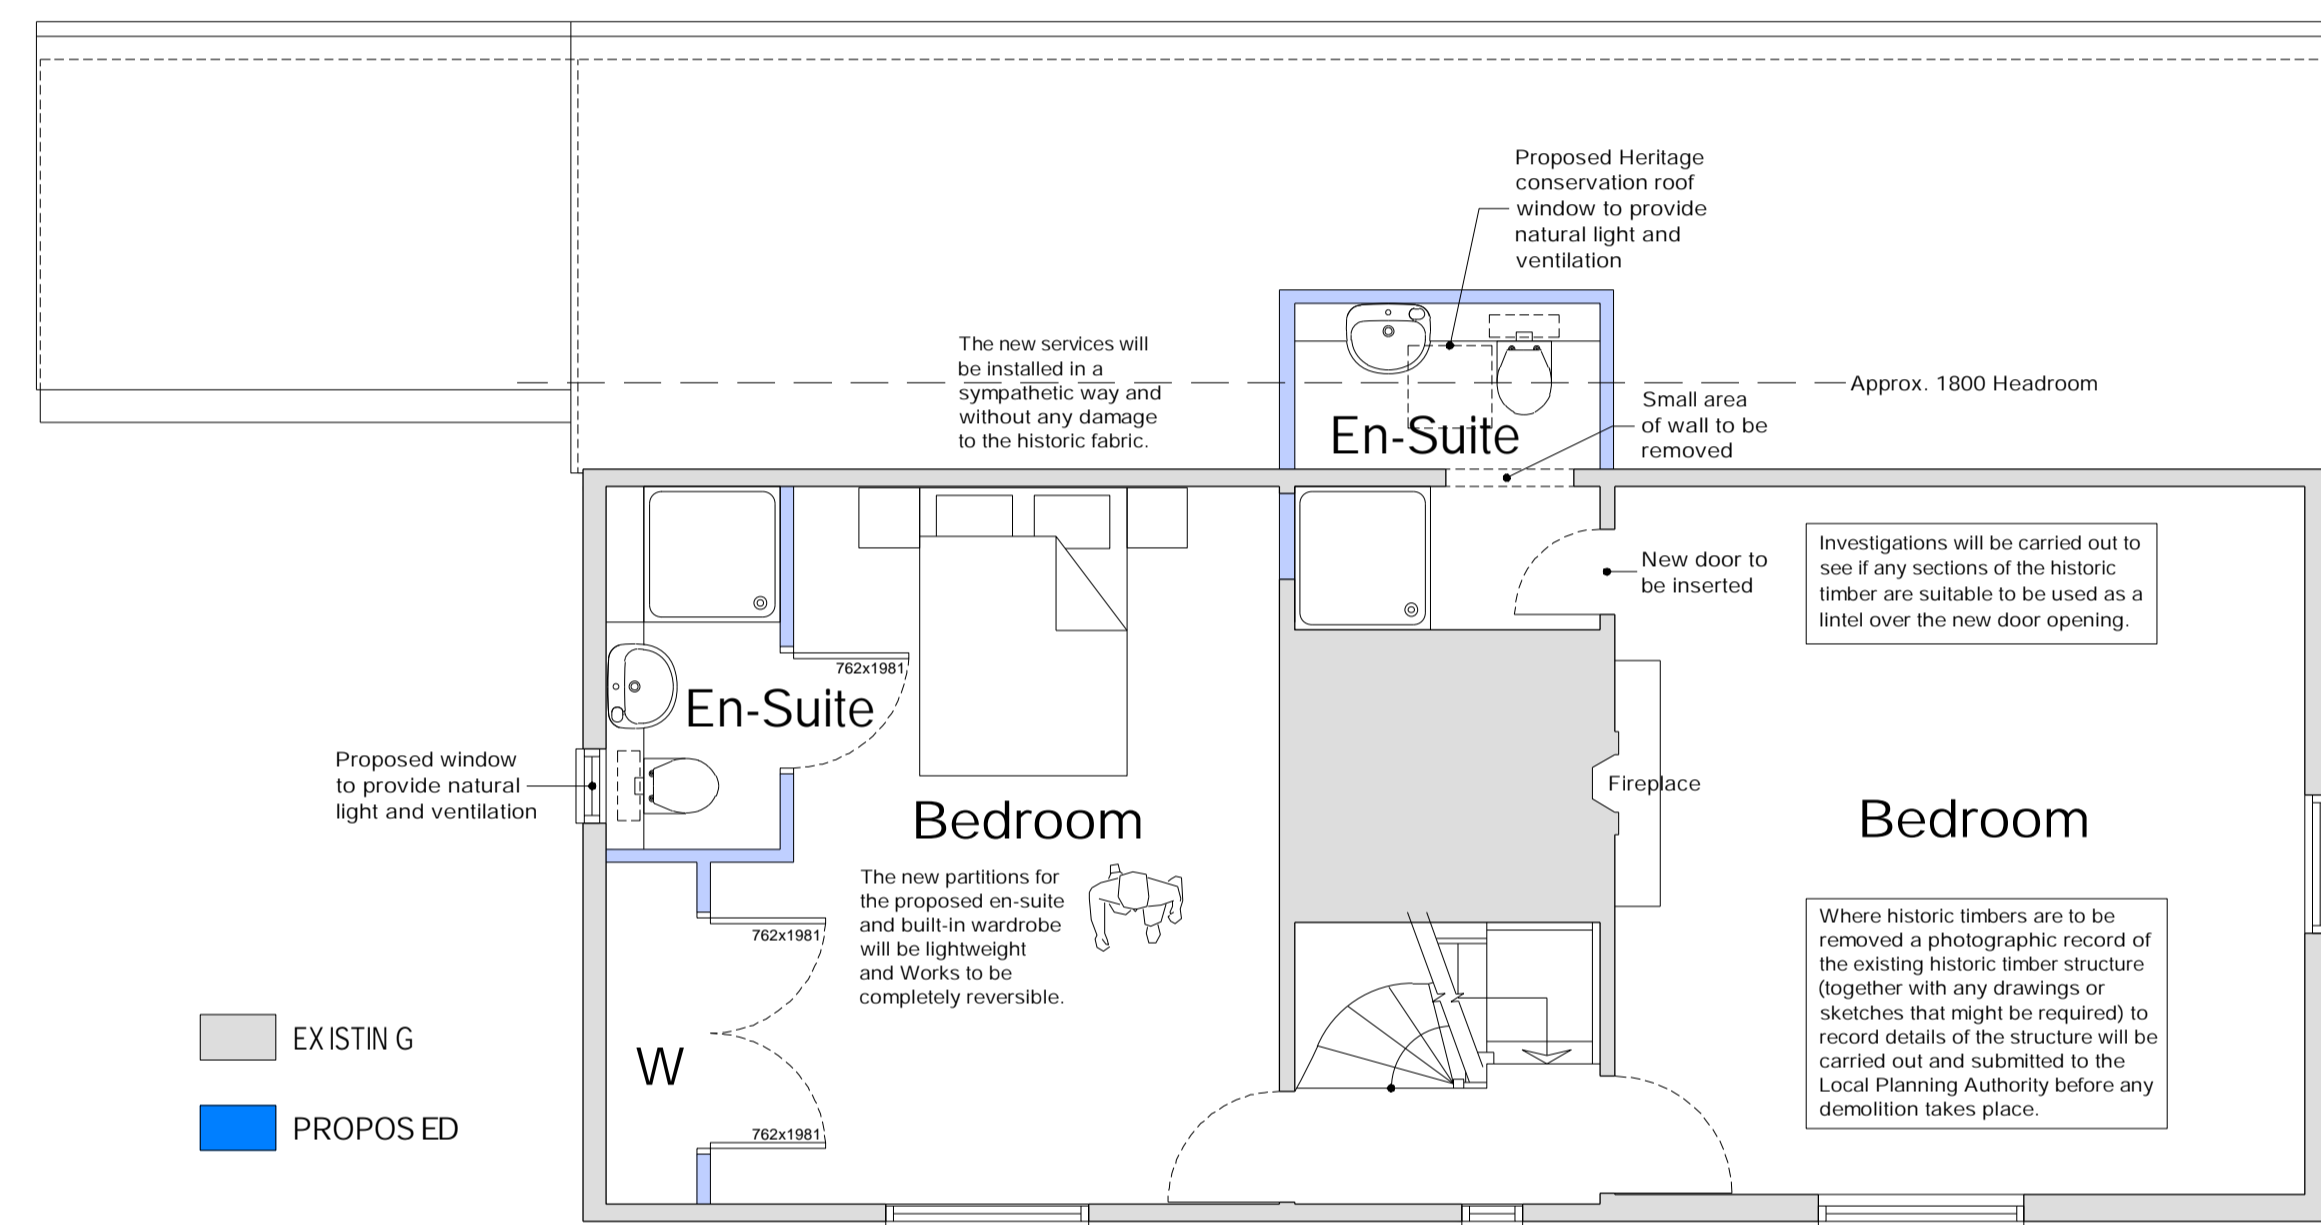 Proposed Heritage
conservation roof
window to provide
natural light and
ventilation
The new services will
be installed in a
sympathetic way and
without any damage
to the historic fabric.
Approx. 1800 Headroom
Small area
of wall to be
removed
En-Suite
New door to
be inserted
Investigations will be carried out to
see if any sections of the historic
timber are suitable to be used as a
lintel over the new door opening.
762x1981
En-Suite
Proposed window
to provide natural
light and ventilation
Fireplace
Bedroom
Bedroom
The new partitions for
the proposed en-suite
and built-in wardrobe
will be lightweight
and Works to be
completely reversible.
762x1981
Where historic timbers are to be
removed a photographic record of
the existing historic timber structure
(together with any drawings or
sketches that might be required) to
record details of the structure will be
carried out and submitted to the
Local Planning Authority before any
demolition takes place.
EXISTING
W
PROPOSED
762x1981